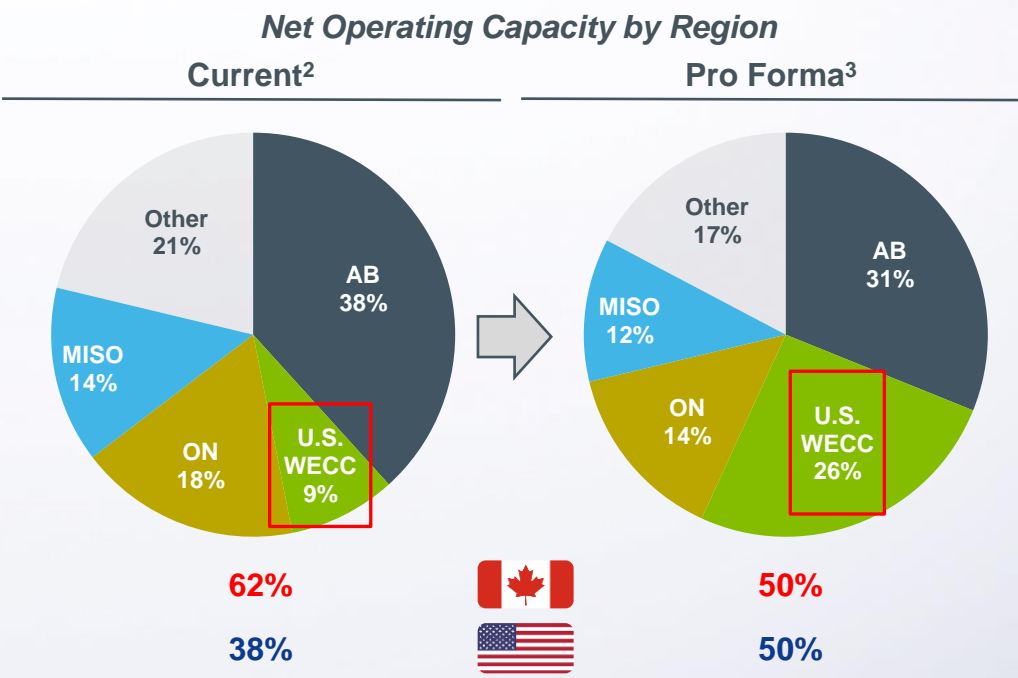 Net Operating Capacity by Region
Current²
Pro Forma³
Other
21%
AB
38%
MISO
14%
ON
18%
U.S.
WECC
9%
Other
17%
AB
31%
MISO
12%
ON
14%
U.S.
WECC
26%
62%
50%
38%
50%